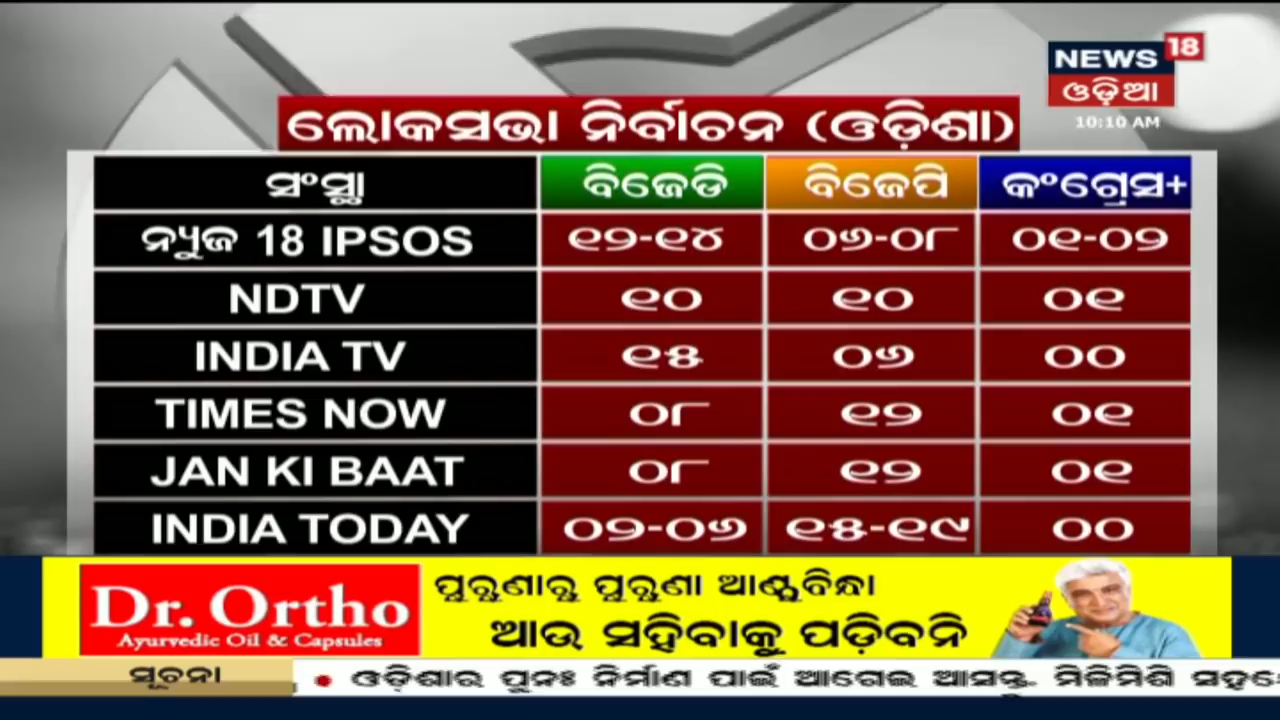 NEWS 18
ଓଡ଼ିଆ
10:10 AM
ଲୋକସଭା ନିର୍ବାଚନ (ଓଡ଼ିଶା)
ସଂସ୍ଥା ବିଜେଡି ବିଜେପି କଂଗ୍ରେସ+
ନ୍ୟୁଜ 18 IPSOS ୧୨-୧୪ ୦୬-୦୮ ୦୧-୦୨
NDTV ୧୦ ୧୦ ୦୧
INDIA TV ୧୫ ୦୬ ୦୦
TIMES NOW ୦୮ ୧୨ ୦୧
JAN KI BAAT ୦୮ ୧୨ ୦୧
INDIA TODAY ୦୨-୦୬ ୧୫-୧୯ ୦୦
Dr. Ortho
Ayurvedic Oil & Capsules
ପୁରୁଣାରୁ ପୁରୁଣା ଆଣ୍ଠୁବିନ୍ଧା
ଆଉ ସହିବାକୁ ପଡ଼ିବନି
ସୂଚନା
ଓଡ଼ିଶାର ପୁନଃ ନିର୍ମାଣ ପାଇଁ ଆଗେଇ ଆସନ୍ତୁ. ମିଳିମିଶି